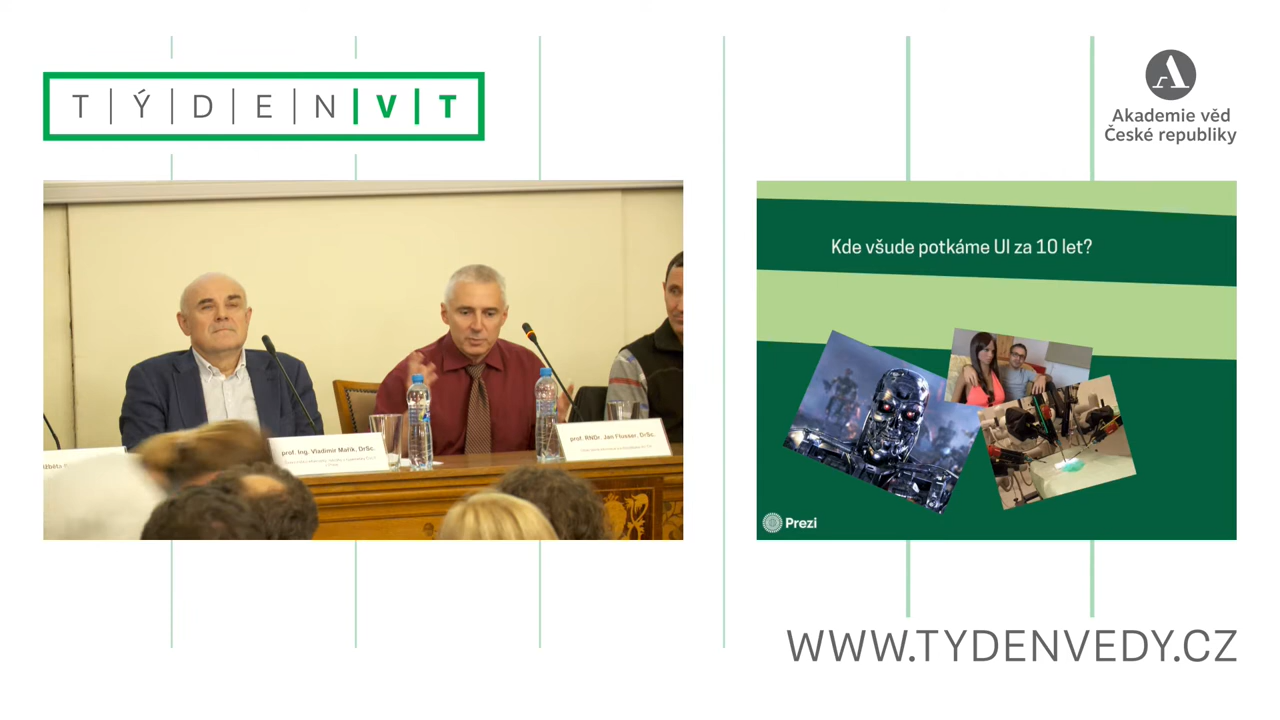 TÝDENVT
Akademie věd
České republiky
Kde všude potkáme UI za 10 let?
prof. Ing. Vladimír Mařík, DrSc.
prof. RNDr. Jan Flusser, DrSc.
Prezi
WWW.TYDENVEDY.CZ